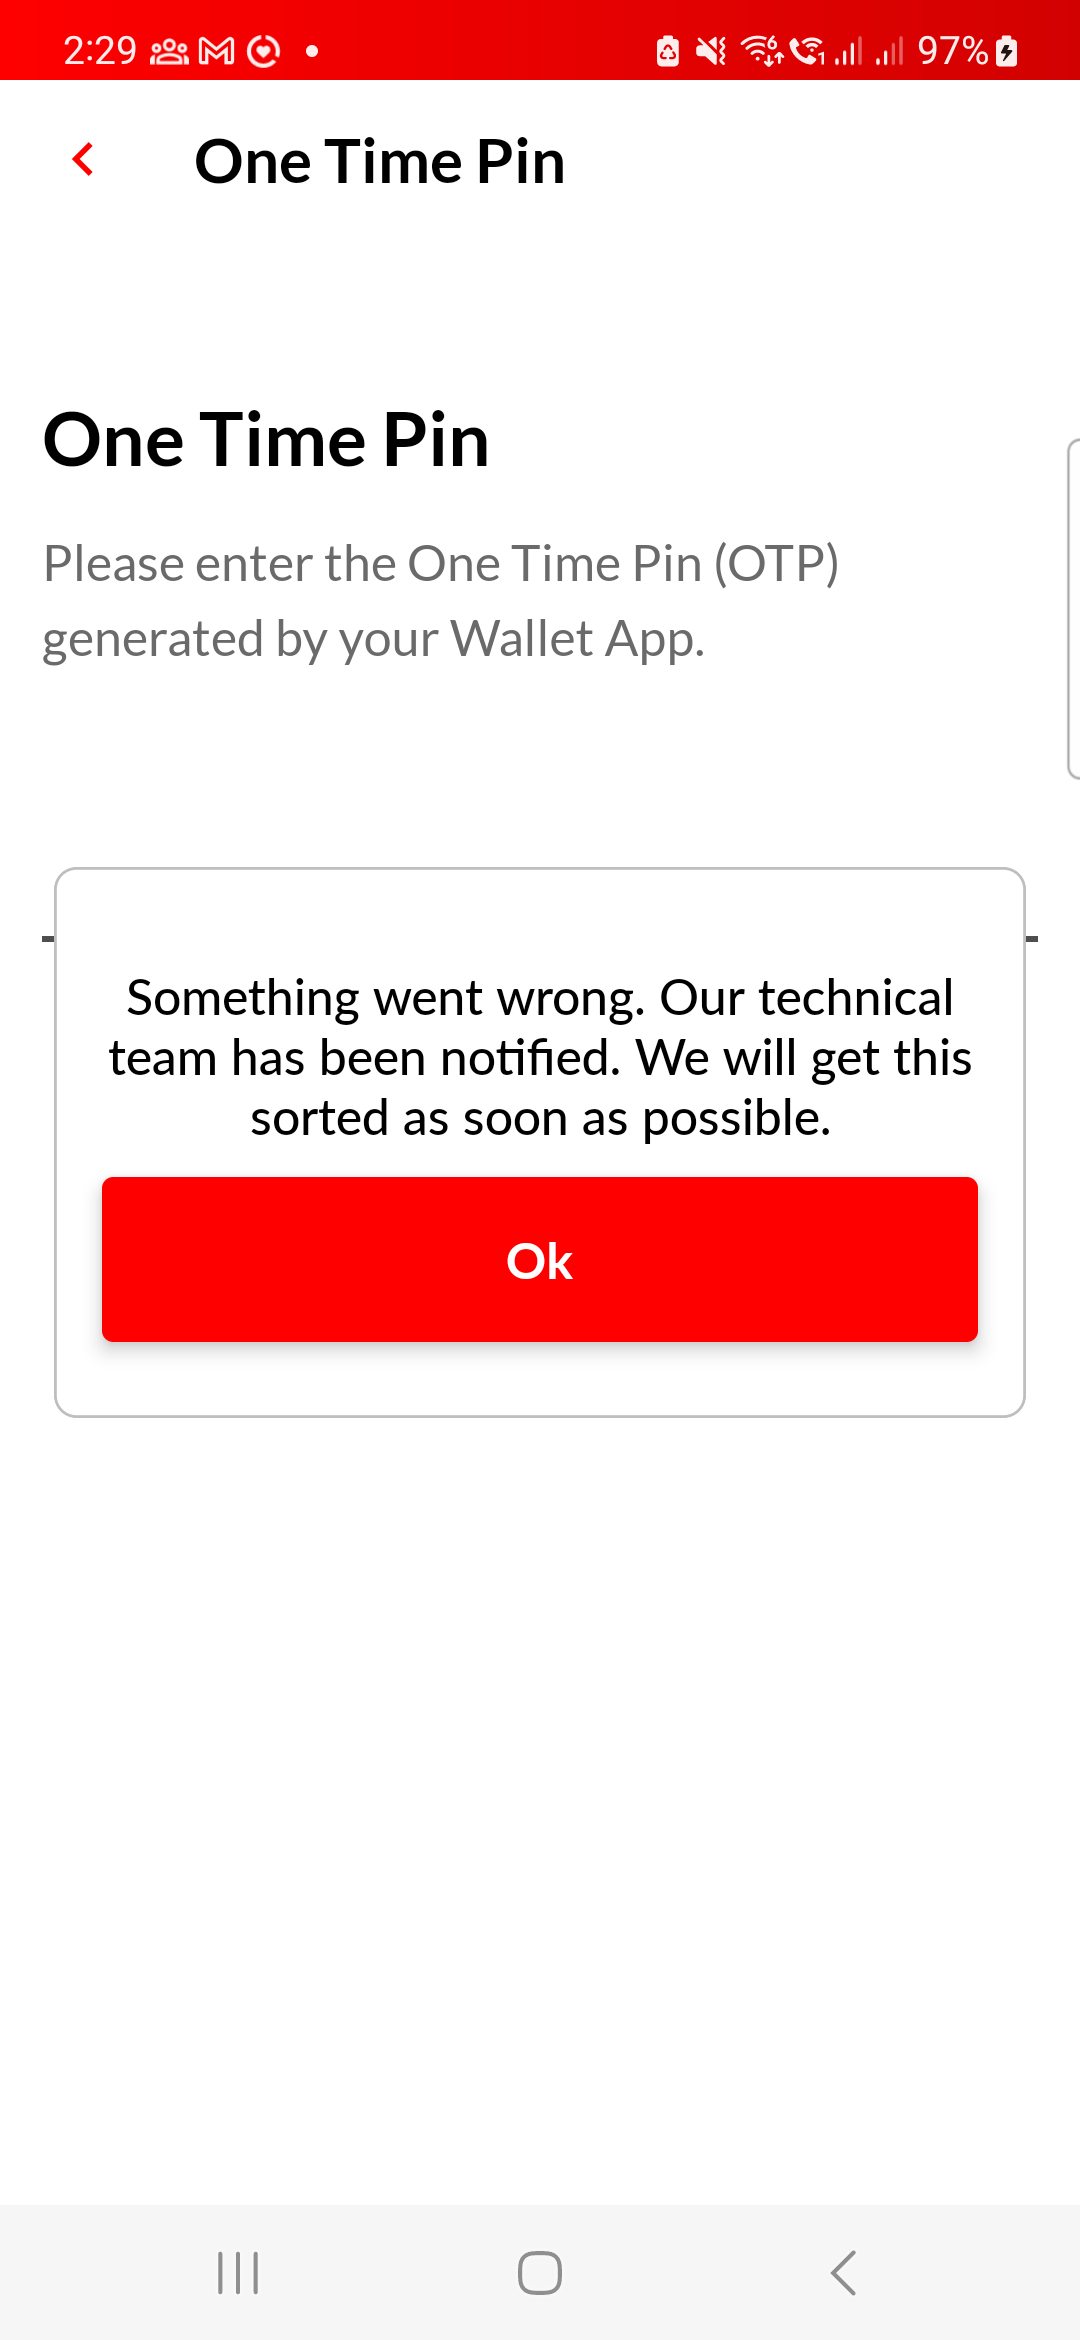 2:29
97%
One Time Pin
One Time Pin
Please enter the One Time Pin (OTP)
generated by your Wallet App.
Something went wrong. Our technical
team has been notified. We will get this
sorted as soon as possible.
Ok